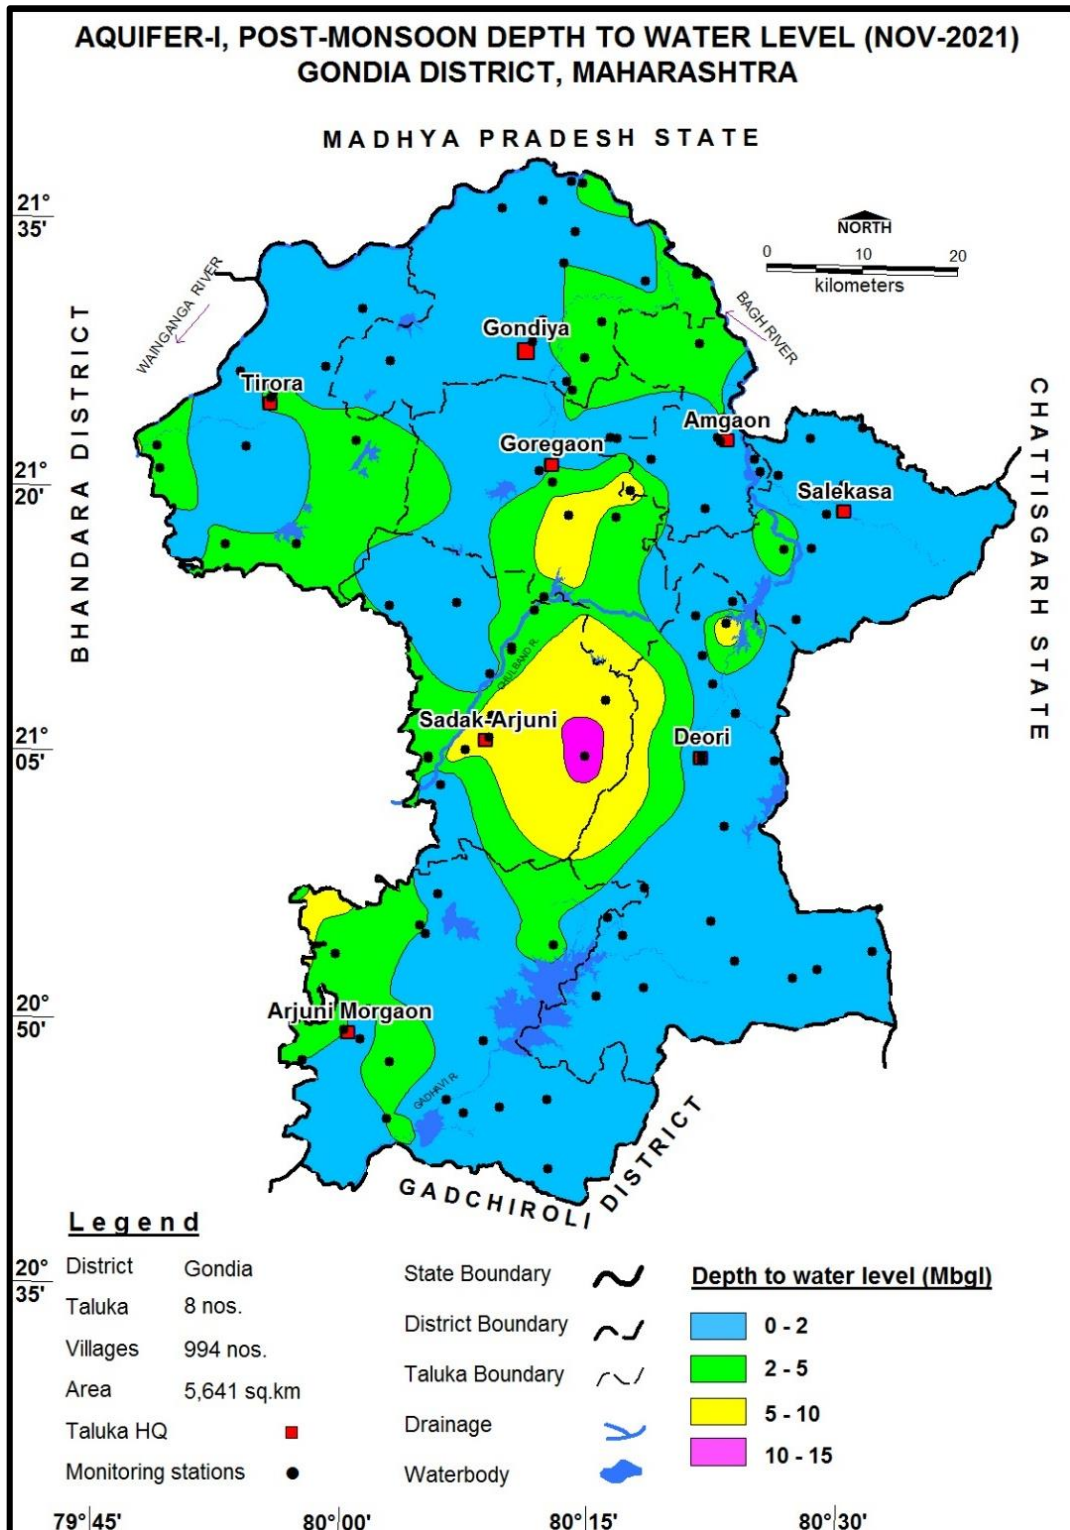 AQUIFER-I, POST-MONSOON DEPTH TO WATER LEVEL (NOV-2021)
GONDIA DISTRICT, MAHARASHTRA
MADHYA PRADESH STATE
21°
35'
NORTH
0 10 20
kilometers
WAINGANGA RIVER
BAGH RIVER
BHANDARA DISTRICT
CHATTISGARH STATE
Gondiya
Tirora
Amgaon
Goregaon
21°
20'
Salekasa
CHULBAND R.
Sadak-Arjuni
Deori
21°
05'
20°
50'
Arjuni Morgaon
GADHAVI R.
GADCHIROLI DISTRICT
Legend
District Gondia
Taluka 8 nos.
Villages 994 nos.
Area 5,641 sq.km
Taluka HQ
Monitoring stations
20°
35'
State Boundary
District Boundary
Taluka Boundary
Drainage
Waterbody
Depth to water level (Mbgl)
0 - 2
2 - 5
5 - 10
10 - 15
79°45' 80°00' 80°15' 80°30'